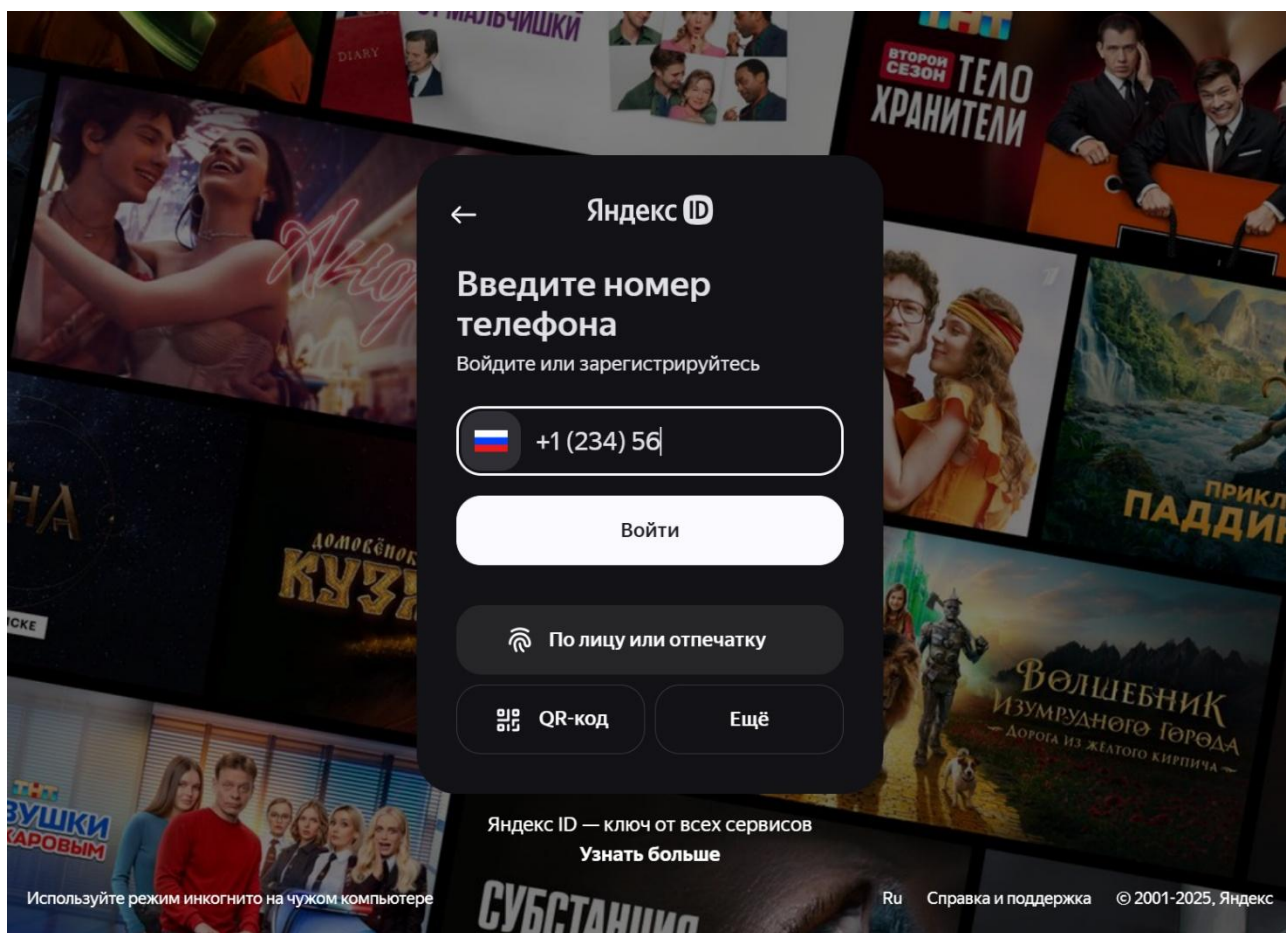 МАЛЬЧИШКИ
DIARY
ТНТ
ВТОРОЙ
СЕЗОН
ТЕЛО
ХРАНИТЕЛИ
Яндекс ID
Введите номер
телефона
Войдите или зарегистрируйтесь
+1 (234) 56
Войти
По лицу или отпечатку
QR-код
Ещё
ДОМОВЁНОК
ПАДДИ
ВОЛШЕБНИК
ИЗУМРУДНОГО ГОРОДА
ДОРОГА ИЗ ЖЁЛТОГО КИРПИЧА
ТНТ
Яндекс ID — ключ от всех сервисов
Узнать больше
СУБСТАНЦИЯ
Используйте режим инкогнито на чужом компьютере
Ru
Справка и поддержка
© 2001-2025, Яндекс